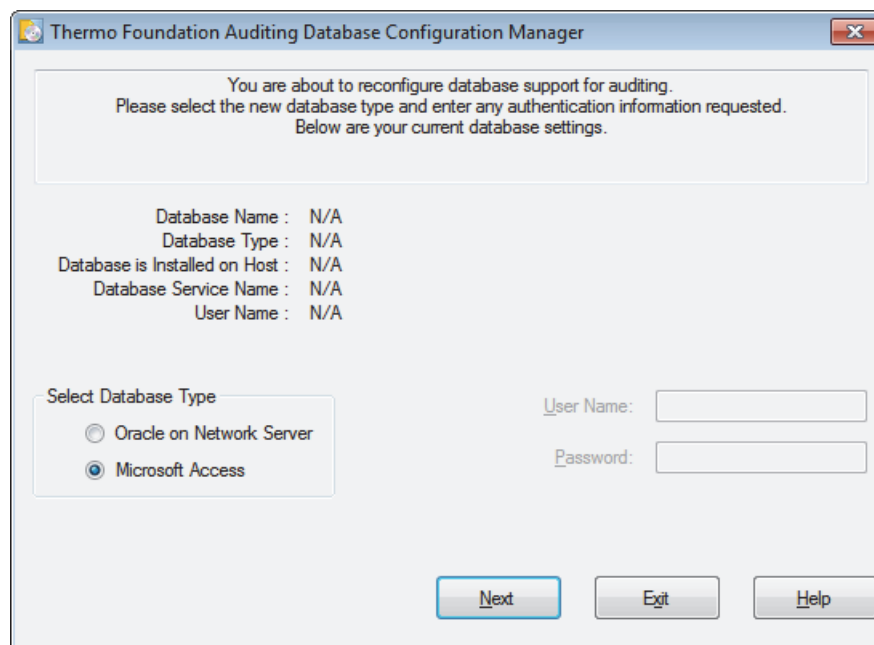 Thermo Foundation Auditing Database Configuration Manager
You are about to reconfigure database support for auditing.
Please select the new database type and enter any authentication information requested.
Below are your current database settings.
Database Name : N/A
Database Type : N/A
Database is Installed on Host : N/A
Database Service Name : N/A
User Name : N/A
Select Database Type
Oracle on Network Server
Microsoft Access
User Name:
Password:
Next
Exit
Help